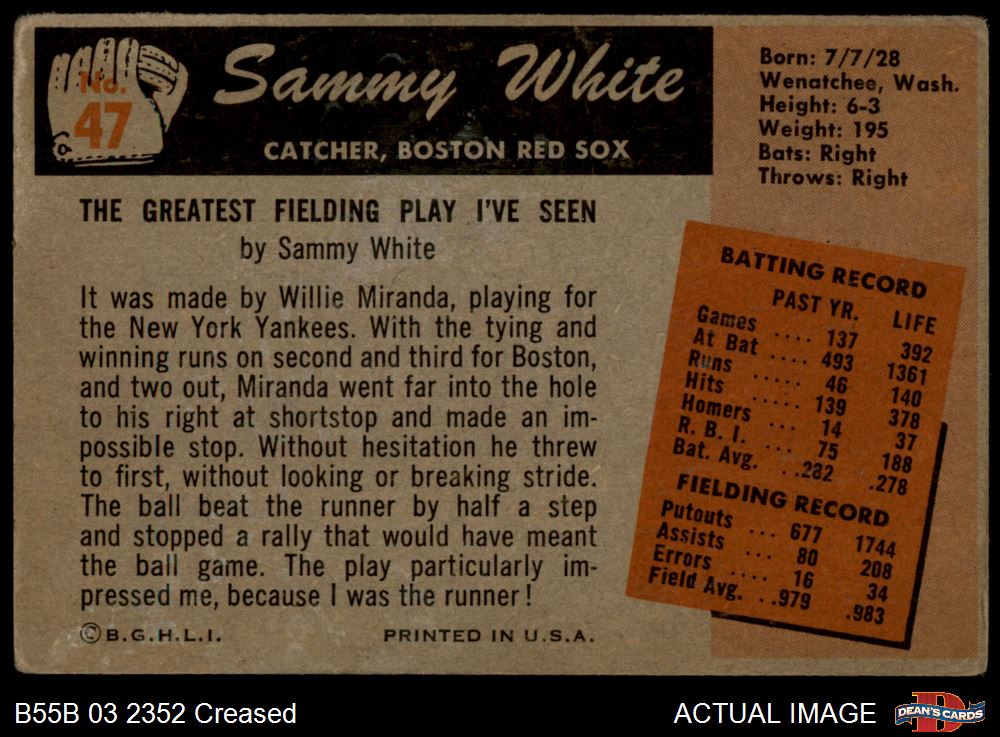 No.
47
Sammy White
CATCHER, BOSTON RED SOX
Born: 7/7/28
Wenatchee, Wash.
Height: 6-3
Weight: 195
Bats: Right
Throws: Right
THE GREATEST FIELDING PLAY I'VE SEEN
by Sammy White
It was made by Willie Miranda, playing for
the New York Yankees. With the tying and
winning runs on second and third for Boston,
and two out, Miranda went far into the hole
to his right at shortstop and made an im-
possible stop. Without hesitation he threw
to first, without looking or breaking stride.
The ball beat the runner by half a step
and stopped a rally that would have meant
the ball game. The play particularly im-
pressed me, because I was the runner!
©B.G.H.L.I. PRINTED IN U.S.A.
BATTING RECORD
PAST YR. LIFE
Games .... 137 392
At Bat .... 493 1361
Runs ..... 46 140
Hits ..... 139 378
Homers .... 14 37
R. B. I. ... 75 188
Bat. Avg. ..282 .278
FIELDING RECORD
Putouts ... 677 1744
Assists ... 80 208
Errors .... 16 34
Field Avg. ..979 .983
B55B 03 2352 Creased
ACTUAL IMAGE
DEAN'S CARDS